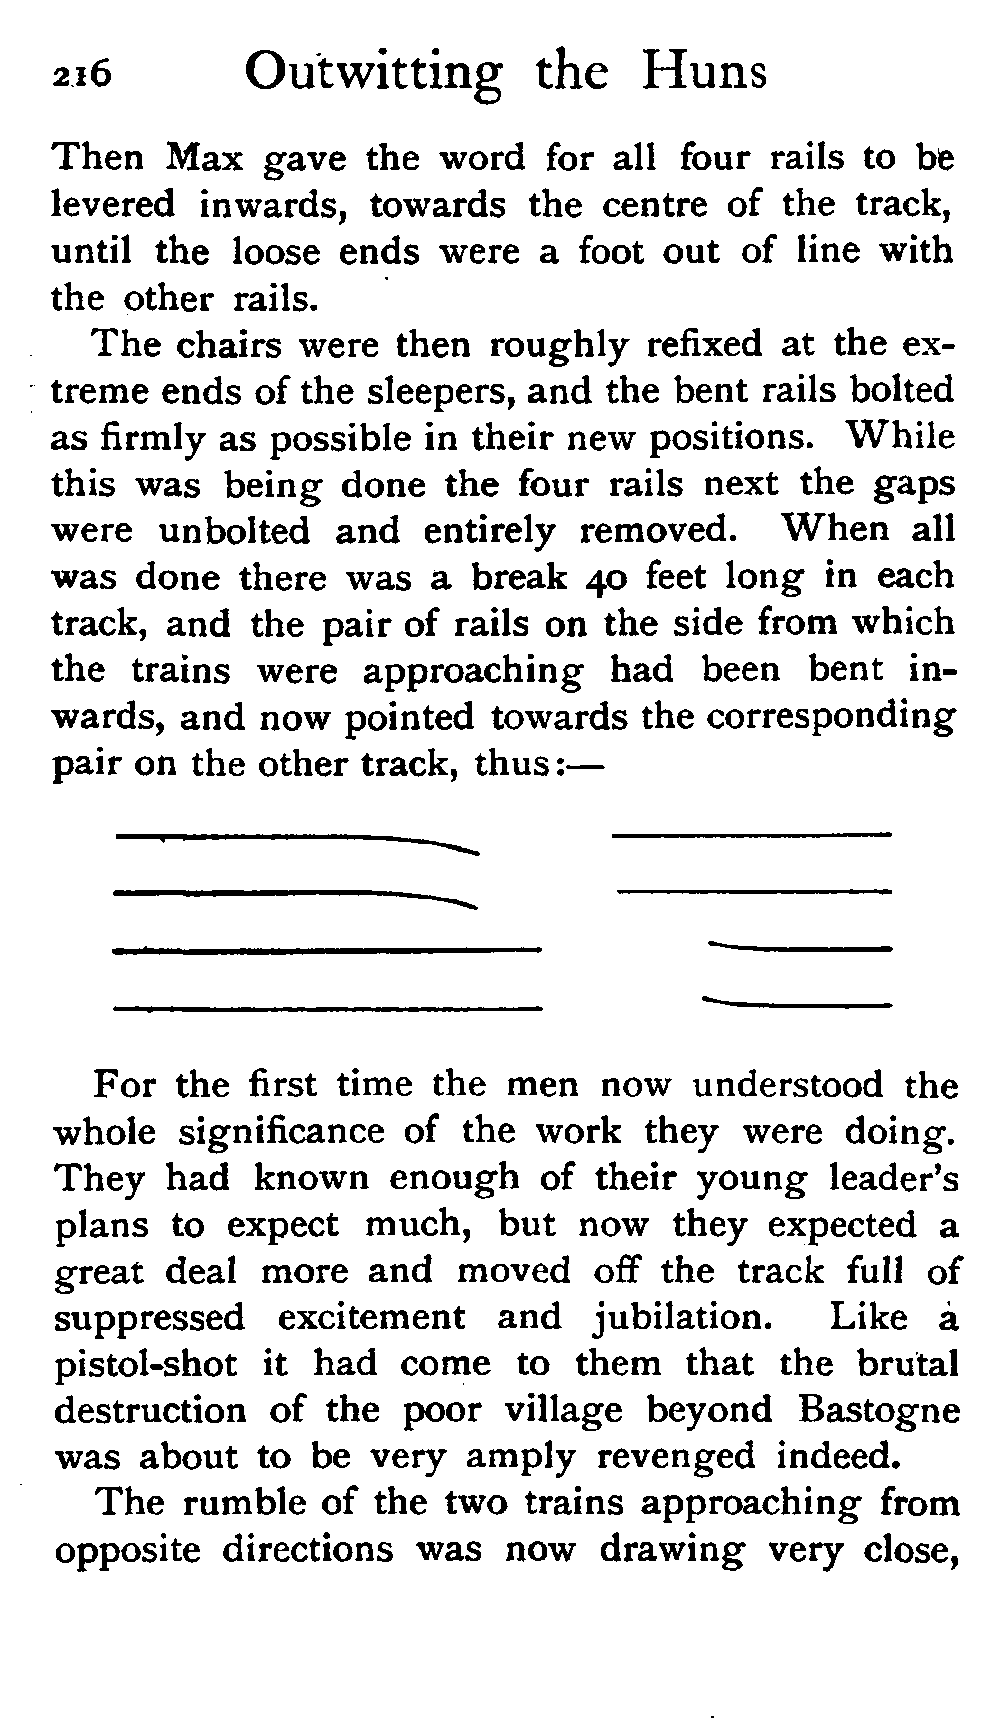 216 Outwitting the Huns
Then Max gave the word for all four rails to be
levered inwards, towards the centre of the track,
until the loose ends were a foot out of line with
the other rails.
The chairs were then roughly refixed at the ex-
treme ends of the sleepers, and the bent rails bolted
as firmly as possible in their new positions. While
this was being done the four rails next the gaps
were unbolted and entirely removed. When all
was done there was a break 40 feet long in each
track, and the pair of rails on the side from which
the trains were approaching had been bent in-
wards, and now pointed towards the corresponding
pair on the other track, thus:—
For the first time the men now understood the
whole significance of the work they were doing.
They had known enough of their young leader's
plans to expect much, but now they expected a
great deal more and moved off the track full of
suppressed excitement and jubilation. Like a
pistol-shot it had come to them that the brutal
destruction of the poor village beyond Bastogne
was about to be very amply revenged indeed.
The rumble of the two trains approaching from
opposite directions was now drawing very close,